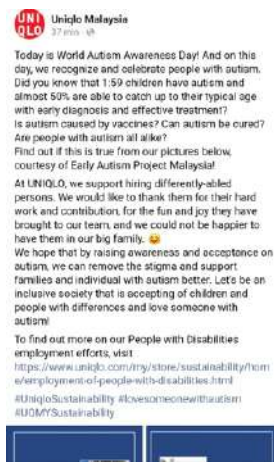 UNI
QLO
Uniqlo Malaysia
37 min
Today is World Autism Awareness Day! And on this
day, we recognize and celebrate people with autism.
Did you know that 1:59 children have autism and
almost 50% are able to catch up to their typical age
with early diagnosis and effective treatment?
Is autism caused by vaccines? Can autism be cured?
Are people with autism all alike?
Find out if this is true from our pictures below,
courtesy of Early Autism Project Malaysia!
At UNIQLO, we support hiring differently-abled
persons. We would like to thank them for their hard
work and contribution, for the fun and joy they have
brought to our team, and we could not be happier to
have them in our big family.
We hope that by raising awareness and acceptance on
autism, we can remove the stigma and support
families and individual with autism better. Let's be an
inclusive society that is accepting of children and
people with differences and love someone with
autism!
To find out more on our People with Disabilities
employment efforts, visit
https://www.uniqlo.com/my/store/sustainability/hom
e/employment-of-people-with-disabilities.html
#UniqloSustainability #lovesomeonewithautism
#UQMYSustainability